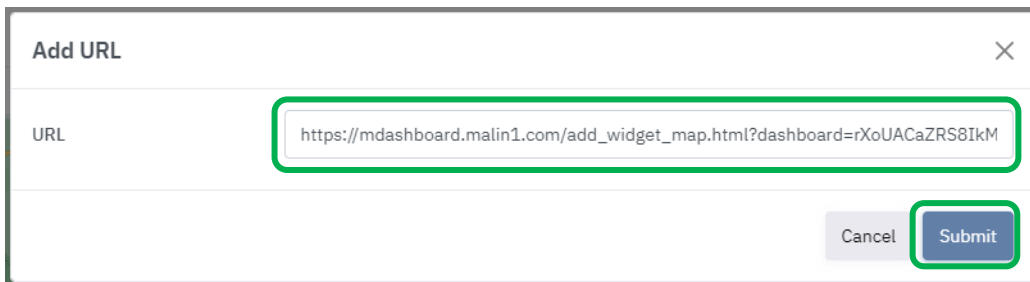 Add URL
URL https://mdashboard.malin1.com/add_widget_map.html?dashboard=rXoUACaZRS8IkM
Cancel Submit